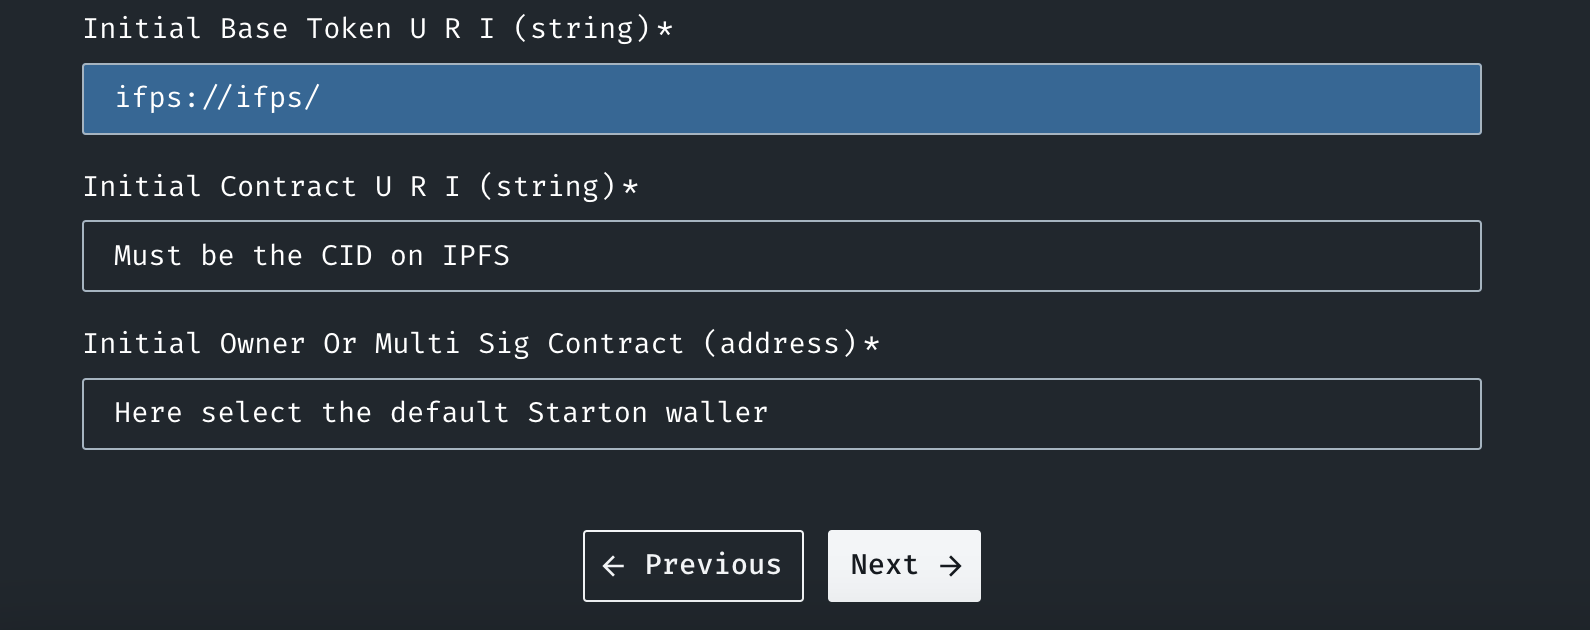 Initial Base Token U R I (string)*
ifps://ifps/
Initial Contract U R I (string)*
Must be the CID on IPFS
Initial Owner Or Multi Sig Contract (address)*
Here select the default Starton waller
← Previous
Next →